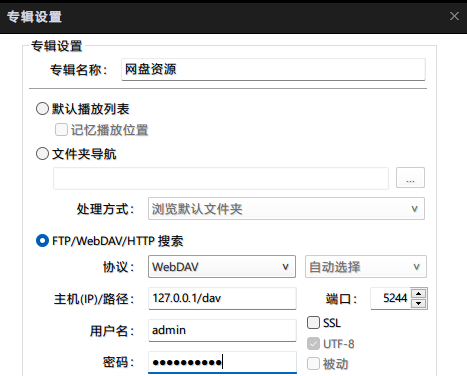 专辑设置
专辑设置
专辑名称： 网盘资源
默认播放列表
记忆播放位置
文件夹导航
...
处理方式： 浏览默认文件夹
FTP/WebDAV/HTTP 搜索
协议： WebDAV 自动选择
主机(IP)/路径： 127.0.0.1/dav 端口： 5244
用户名： admin SSL
UTF-8
密码： ●●●●●●●●●● 被动